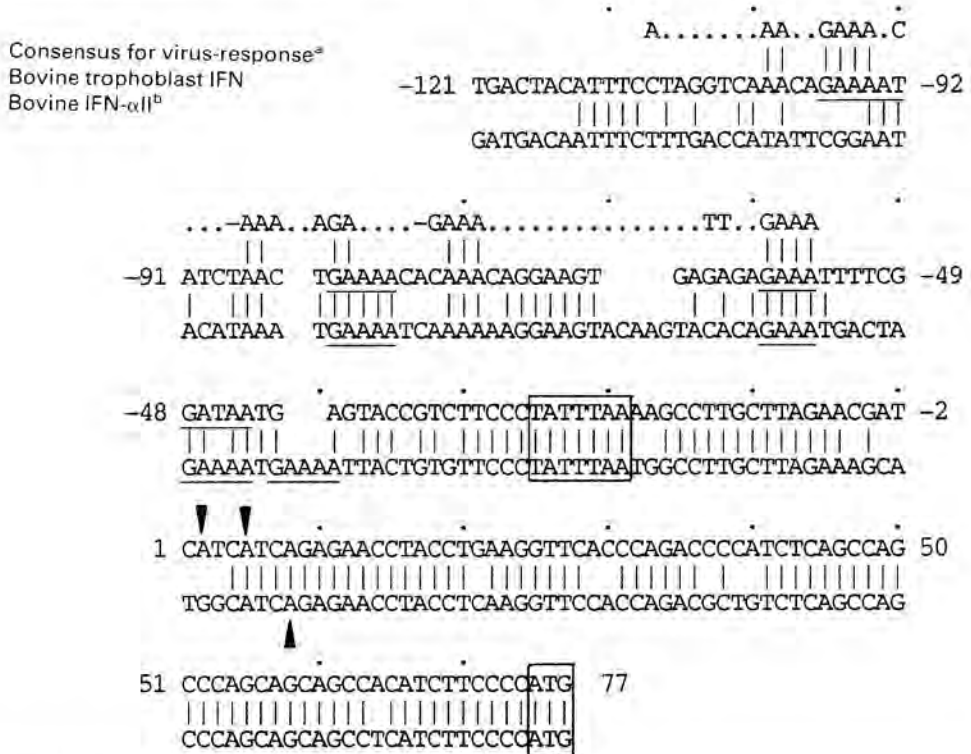 A.......AA..GAAA.C
Consensus for virus-responseᵃ
Bovine trophoblast IFN
-121 TGACTACATTTCCTAGGTCAAACAGAAAAT -92
Bovine IFN-αIIᵇ
GATGACAATTTCTTTGACCATATTCGGAAT
...-AAA..AGA....-GAAA...............TT..GAAA
-91 ATCTAAC TGAAAACACAAACAGGAAGT GAGAGAGAAATTTTCG -49
ACATAAA TGAAAATCAAAAAAGGAAGTACAAGTACACAGAAATGACTA
-48 GATAATG AGTACCGTCTTCCCTATTTAAAAGCCTTGCTTAGAACGAT -2
GAAAATGAAAATTACTGTGTTCCCTATTTAATGGCCTTGCTTAGAAAGCA
1 CATCATCAGAGAACCTACCTGAAGGTTCACCCAGACCCCATCTCAGCCAG 50
TGGCATCAGAGAACCTACCTCAAGGTTCCACCAGACGCTGTCTCAGCCAG
51 CCCAGCAGCAGCCACATCTTCCCCATG 77
CCCAGCAGCAGCCTCATCTTCCCCATG